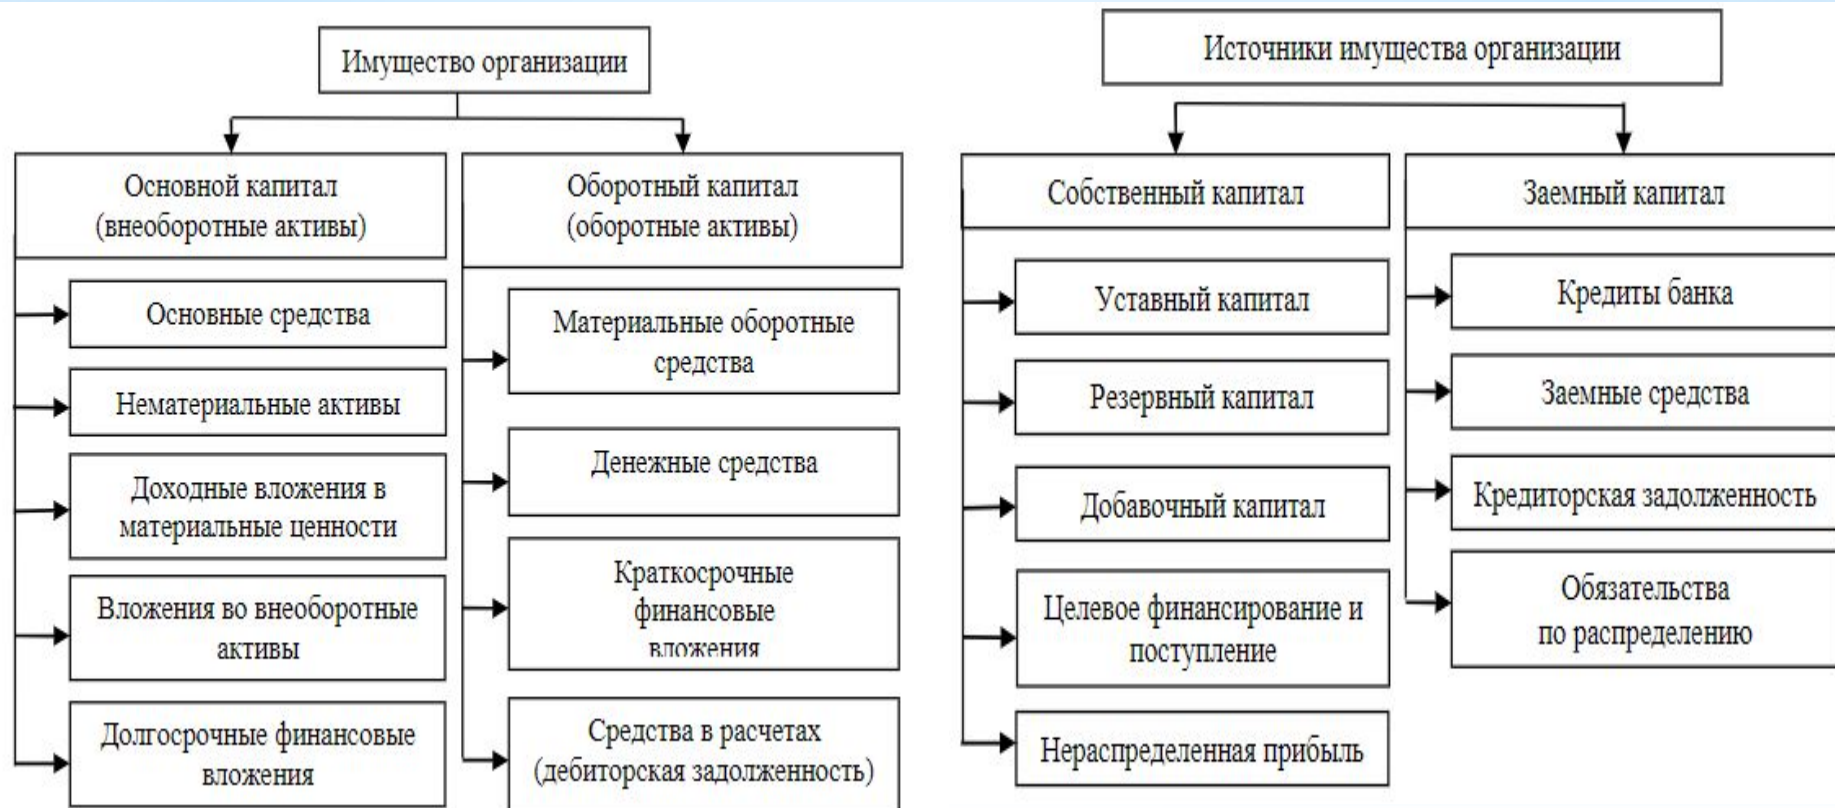 Имущество организации
Основной капитал
(внеоборотные активы)
Основные средства
Нематериальные активы
Доходные вложения в
материальные ценности
Вложения во внеоборотные
активы
Долгосрочные финансовые
вложения
Оборотный капитал
(оборотные активы)
Материальные оборотные
средства
Денежные средства
Краткосрочные
финансовые
вложения
Средства в расчетах
(дебиторская задолженность)
Источники имущества организации
Собственный капитал
Уставный капитал
Резервный капитал
Добавочный капитал
Целевое финансирование и
поступление
Нераспределенная прибыль
Заемный капитал
Кредиты банка
Заемные средства
Кредиторская задолженность
Обязательства
по распределению